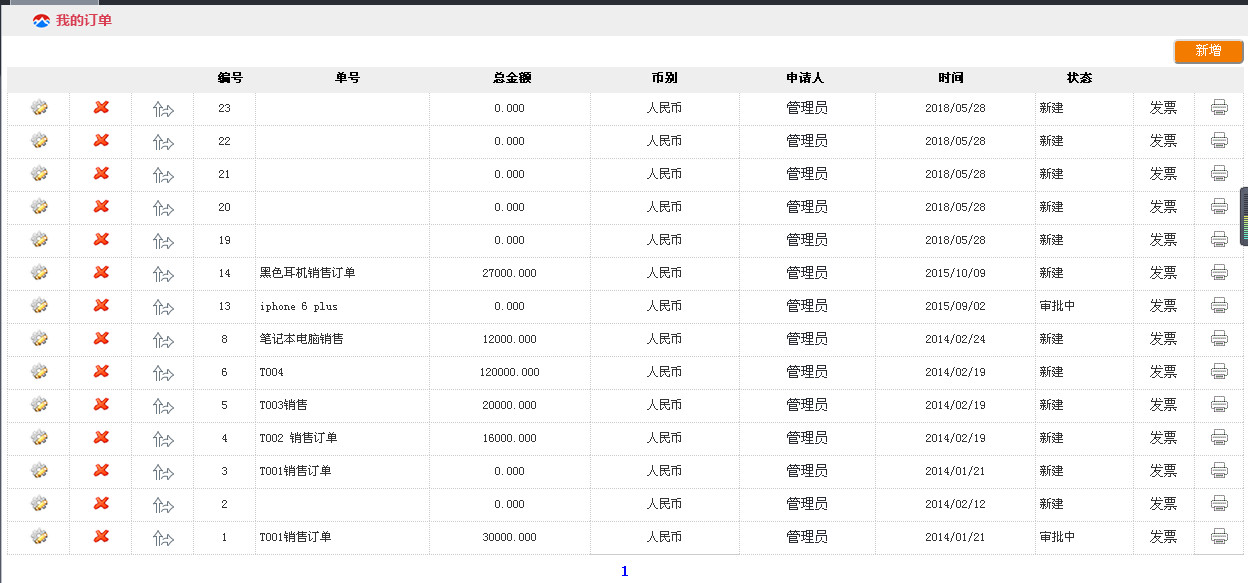 我的订单
新增
编号 单号 总金额 币别 申请人 时间 状态
23 0.000 人民币 管理员 2018/05/28 新建 发票
22 0.000 人民币 管理员 2018/05/28 新建 发票
21 0.000 人民币 管理员 2018/05/28 新建 发票
20 0.000 人民币 管理员 2018/05/28 新建 发票
19 0.000 人民币 管理员 2018/05/28 新建 发票
14 黑色耳机销售订单 27000.000 人民币 管理员 2015/10/09 新建 发票
13 iphone 6 plus 0.000 人民币 管理员 2015/09/02 审批中 发票
8 笔记本电脑销售 12000.000 人民币 管理员 2014/02/24 新建 发票
6 T004 120000.000 人民币 管理员 2014/02/19 新建 发票
5 T003销售 20000.000 人民币 管理员 2014/02/19 新建 发票
4 T002 销售订单 16000.000 人民币 管理员 2014/02/19 新建 发票
3 T001销售订单 0.000 人民币 管理员 2014/01/21 新建 发票
2 0.000 人民币 管理员 2014/02/12 新建 发票
1 T001销售订单 30000.000 人民币 管理员 2014/01/21 审批中 发票
1